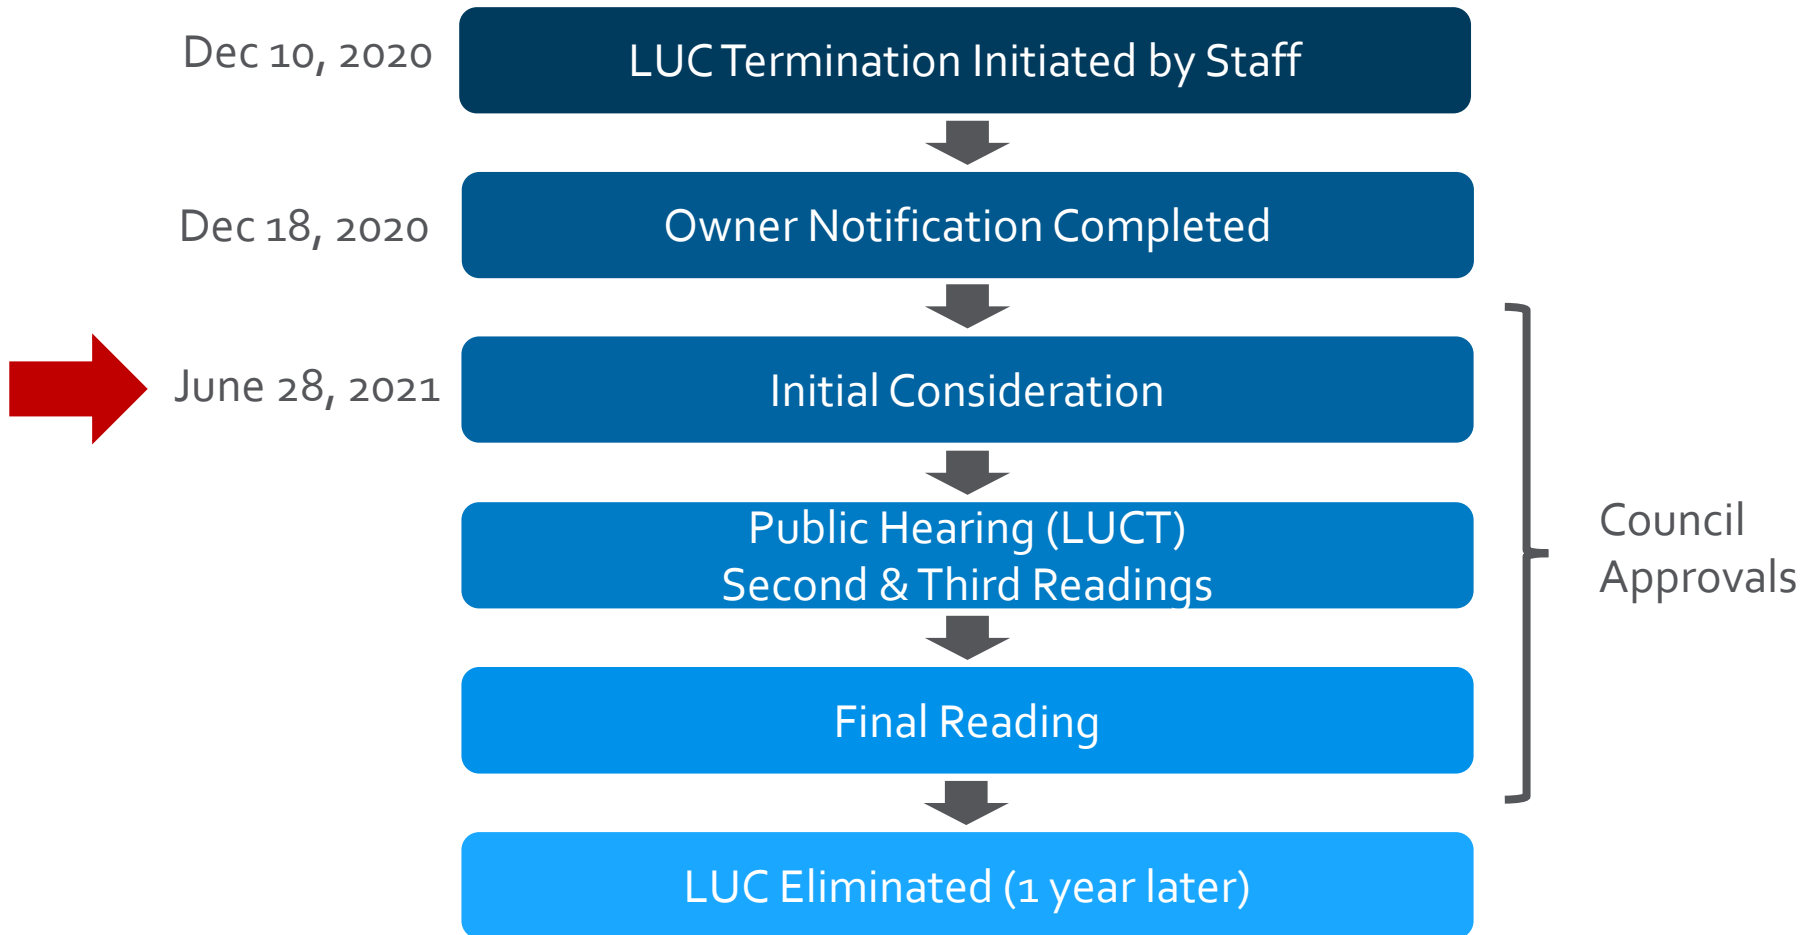 Dec 10, 2020
LUC Termination Initiated by Staff
Dec 18, 2020
Owner Notification Completed
June 28, 2021
Initial Consideration
Public Hearing (LUCT)
Second & Third Readings
Council
Approvals
Final Reading
LUC Eliminated (1 year later)